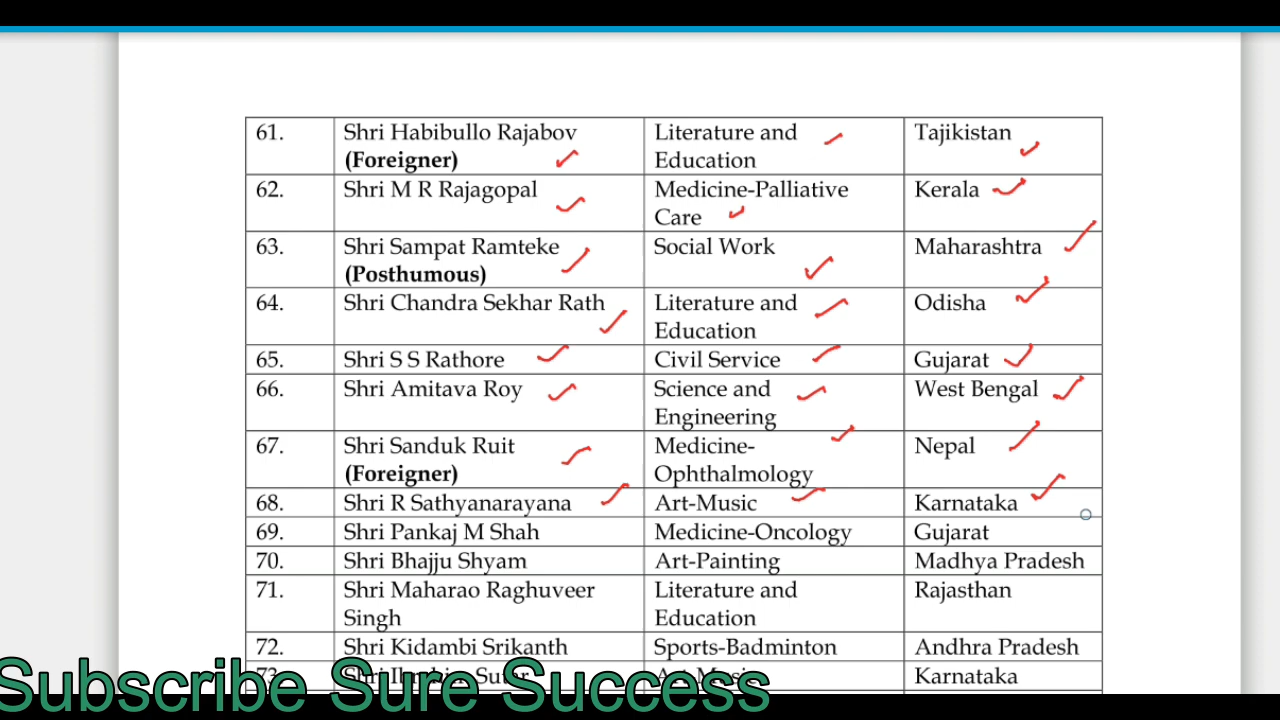 61. Shri Habibullo Rajabov Literature and Tajikistan
(Foreigner) Education
62. Shri M R Rajagopal Medicine-Palliative Kerala
Care
63. Shri Sampat Ramteke Social Work Maharashtra
(Posthumous)
64. Shri Chandra Sekhar Rath Literature and Odisha
Education
65. Shri S S Rathore Civil Service Gujarat
66. Shri Amitava Roy Science and West Bengal
Engineering
67. Shri Sanduk Ruit Medicine- Nepal
(Foreigner) Ophthalmology
68. Shri R Sathyanarayana Art-Music Karnataka
69. Shri Pankaj M Shah Medicine-Oncology Gujarat
70. Shri Bhajju Shyam Art-Painting Madhya Pradesh
71. Shri Maharao Raghuveer Literature and Rajasthan
Singh Education
72. Shri Kidambi Srikanth Sports-Badminton Andhra Pradesh
73. Shri Sutar Art-Music Karnataka
Subscribe Sure Success